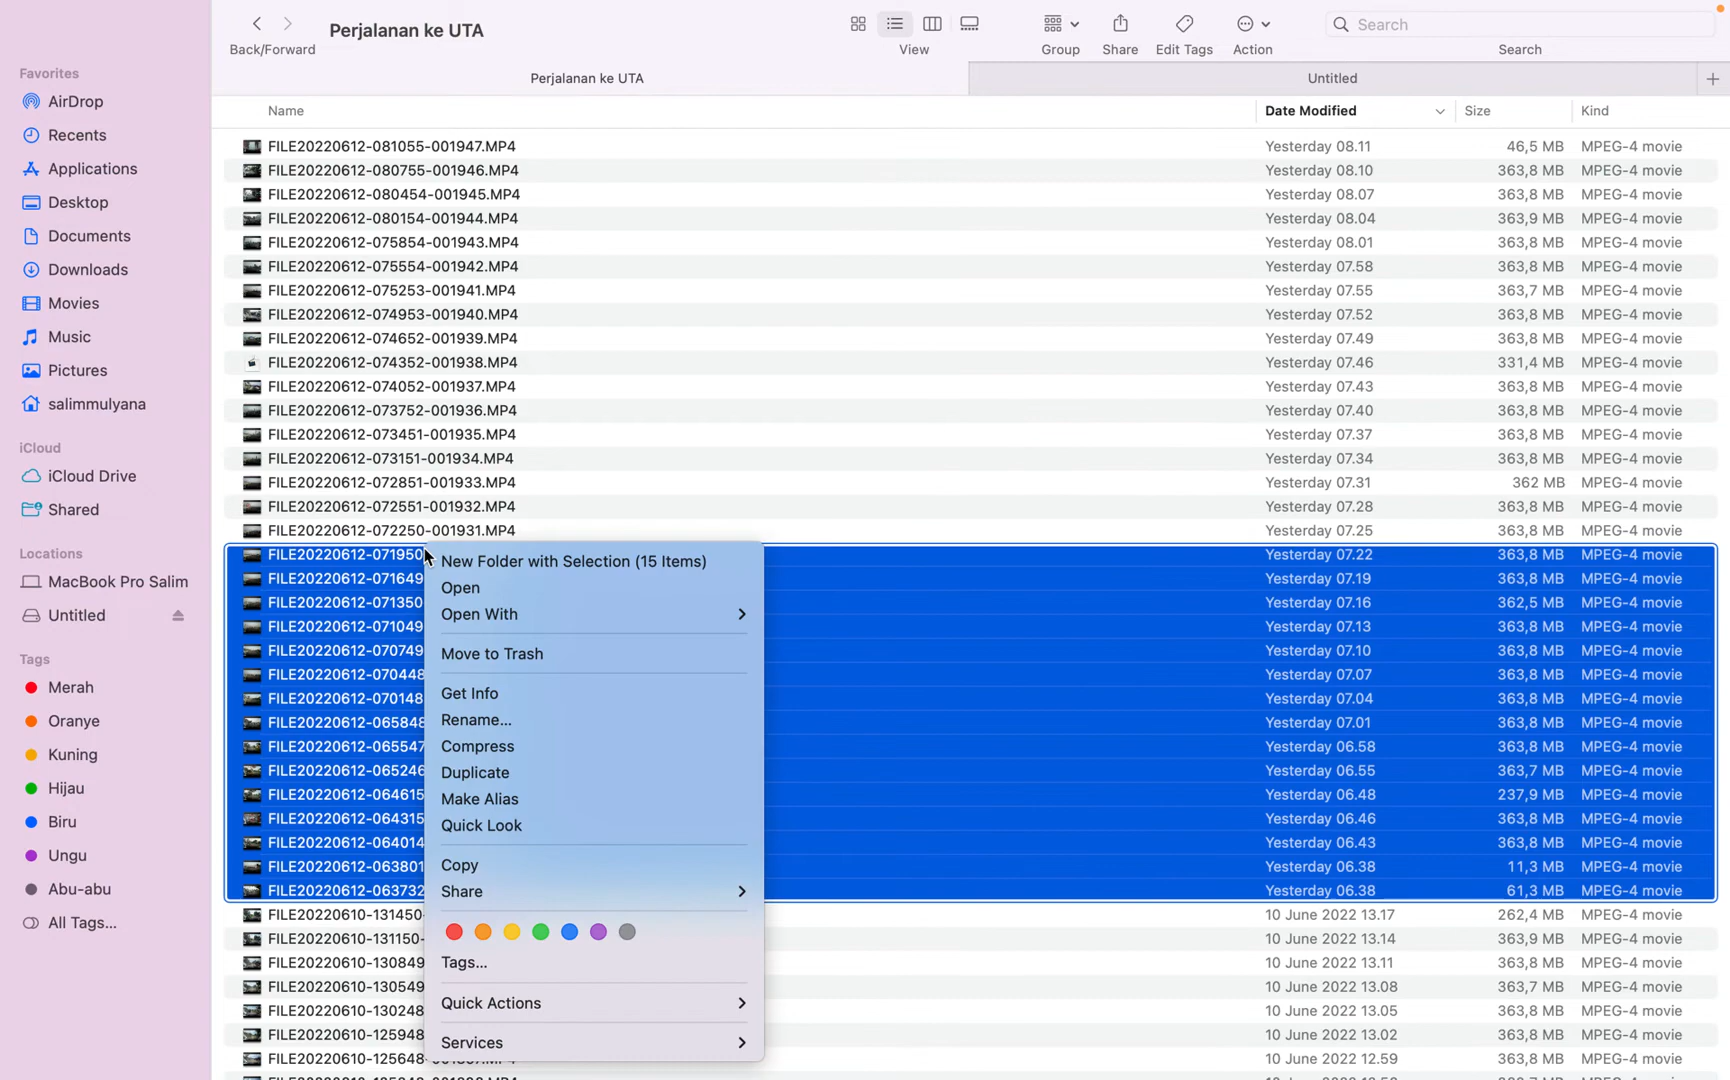 Back/Forward
Perjalanan ke UTA
View
Group
Share
Edit Tags
Action
Search
Search
Perjalanan ke UTA
Untitled
Favorites
AirDrop
Recents
Applications
Desktop
Documents
Downloads
Movies
Music
Pictures
salimmulyana
iCloud
iCloud Drive
Shared
Locations
MacBook Pro Salim
Untitled
Tags
Merah
Oranye
Kuning
Hijau
Biru
Ungu
Abu-abu
All Tags...
Name Date Modified Size Kind
FILE20220612-081055-001947.MP4 Yesterday 08.11 46,5 MB MPEG-4 movie
FILE20220612-080755-001946.MP4 Yesterday 08.10 363,8 MB MPEG-4 movie
FILE20220612-080454-001945.MP4 Yesterday 08.07 363,8 MB MPEG-4 movie
FILE20220612-080154-001944.MP4 Yesterday 08.04 363,9 MB MPEG-4 movie
FILE20220612-075854-001943.MP4 Yesterday 08.01 363,8 MB MPEG-4 movie
FILE20220612-075554-001942.MP4 Yesterday 07.58 363,8 MB MPEG-4 movie
FILE20220612-075253-001941.MP4 Yesterday 07.55 363,7 MB MPEG-4 movie
FILE20220612-074953-001940.MP4 Yesterday 07.52 363,8 MB MPEG-4 movie
FILE20220612-074652-001939.MP4 Yesterday 07.49 363,8 MB MPEG-4 movie
FILE20220612-074352-001938.MP4 Yesterday 07.46 331,4 MB MPEG-4 movie
FILE20220612-074052-001937.MP4 Yesterday 07.43 363,8 MB MPEG-4 movie
FILE20220612-073752-001936.MP4 Yesterday 07.40 363,8 MB MPEG-4 movie
FILE20220612-073451-001935.MP4 Yesterday 07.37 363,8 MB MPEG-4 movie
FILE20220612-073151-001934.MP4 Yesterday 07.34 363,8 MB MPEG-4 movie
FILE20220612-072851-001933.MP4 Yesterday 07.31 362 MB MPEG-4 movie
FILE20220612-072551-001932.MP4 Yesterday 07.28 363,8 MB MPEG-4 movie
FILE20220612-072250-001931.MP4 Yesterday 07.25 363,8 MB MPEG-4 movie
FILE20220612-071950 Yesterday 07.22 363,8 MB MPEG-4 movie
FILE20220612-071649 Yesterday 07.19 363,8 MB MPEG-4 movie
FILE20220612-071350 Yesterday 07.16 362,5 MB MPEG-4 movie
FILE20220612-071049 Yesterday 07.13 363,8 MB MPEG-4 movie
FILE20220612-070749 Yesterday 07.10 363,8 MB MPEG-4 movie
FILE20220612-070448 Yesterday 07.07 363,8 MB MPEG-4 movie
FILE20220612-070148 Yesterday 07.04 363,8 MB MPEG-4 movie
FILE20220612-065848 Yesterday 07.01 363,8 MB MPEG-4 movie
FILE20220612-065547 Yesterday 06.58 363,8 MB MPEG-4 movie
FILE20220612-065246 Yesterday 06.55 363,7 MB MPEG-4 movie
FILE20220612-064615 Yesterday 06.48 237,9 MB MPEG-4 movie
FILE20220612-064315 Yesterday 06.46 363,8 MB MPEG-4 movie
FILE20220612-064014 Yesterday 06.43 363,8 MB MPEG-4 movie
FILE20220612-063801 Yesterday 06.38 11,3 MB MPEG-4 movie
FILE20220612-063732 Yesterday 06.38 61,3 MB MPEG-4 movie
FILE20220610-131450- 10 June 2022 13.17 262,4 MB MPEG-4 movie
FILE20220610-131150- 10 June 2022 13.14 363,9 MB MPEG-4 movie
FILE20220610-130849 10 June 2022 13.11 363,8 MB MPEG-4 movie
FILE20220610-130549 10 June 2022 13.08 363,7 MB MPEG-4 movie
FILE20220610-130248 10 June 2022 13.05 363,8 MB MPEG-4 movie
FILE20220610-125948 10 June 2022 13.02 363,8 MB MPEG-4 movie
FILE20220610-125648 10 June 2022 12.59 363,8 MB MPEG-4 movie
New Folder with Selection (15 Items)
Open
Open With
Move to Trash
Get Info
Rename...
Compress
Duplicate
Make Alias
Quick Look
Copy
Share
Tags...
Quick Actions
Services